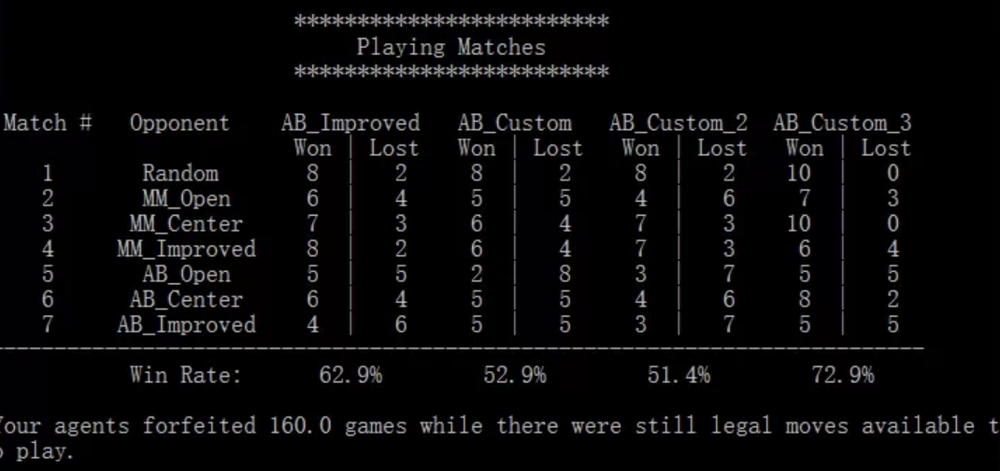 **************************
Playing Matches
**************************
Match #   Opponent    AB_Improved   AB_Custom   AB_Custom_2  AB_Custom_3
Won | Lost   Won | Lost   Won | Lost   Won | Lost
1       Random      8  |  2     8  |  2     8  |  2    10  |  0
2       MM_Open     6  |  4     5  |  5     4  |  6     7  |  3
3      MM_Center    7  |  3     6  |  4     7  |  3    10  |  0
4     MM_Improved   8  |  2     6  |  4     7  |  3     6  |  4
5       AB_Open     5  |  5     2  |  8     3  |  7     5  |  5
6      AB_Center    6  |  4     5  |  5     4  |  6     8  |  2
7     AB_Improved   4  |  6     5  |  5     3  |  7     5  |  5
--------------------------------------------------------------------------
Win Rate:      62.9%        52.9%        51.4%        72.9%
Your agents forfeited 160.0 games while there were still legal moves available t
o play.